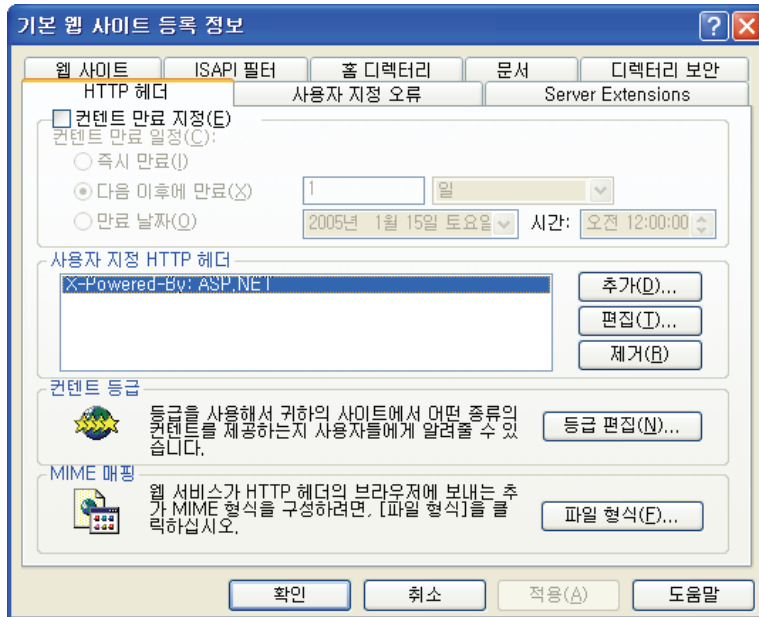 기본 웹 사이트 등록 정보
웹 사이트 ISAPI 필터 홈 디렉터리 문서 디렉터리 보안
HTTP 헤더 사용자 지정 오류 Server Extensions
컨텐트 만료 지정(E)
컨텐트 만료 일정(C):
즉시 만료(I)
다음 이후에 만료(X) 1 일
만료 날짜(O) 2005년 1월 15일 토요일 시간: 오전 12:00:00
사용자 지정 HTTP 헤더
X-Powered-By: ASP.NET
추가(D)...
편집(T)...
제거(R)
컨텐트 등급
등급을 사용해서 귀하의 사이트에서 어떤 종류의
컨텐트를 제공하는지 사용자들에게 알려줄 수 있
습니다.
등급 편집(N)...
MIME 매핑
웹 서비스가 HTTP 헤더의 브라우저에 보내는 추
가 MIME 형식을 구성하려면, [파일 형식]을 클
릭하십시오.
파일 형식(F)...
확인 취소 적용(A) 도움말